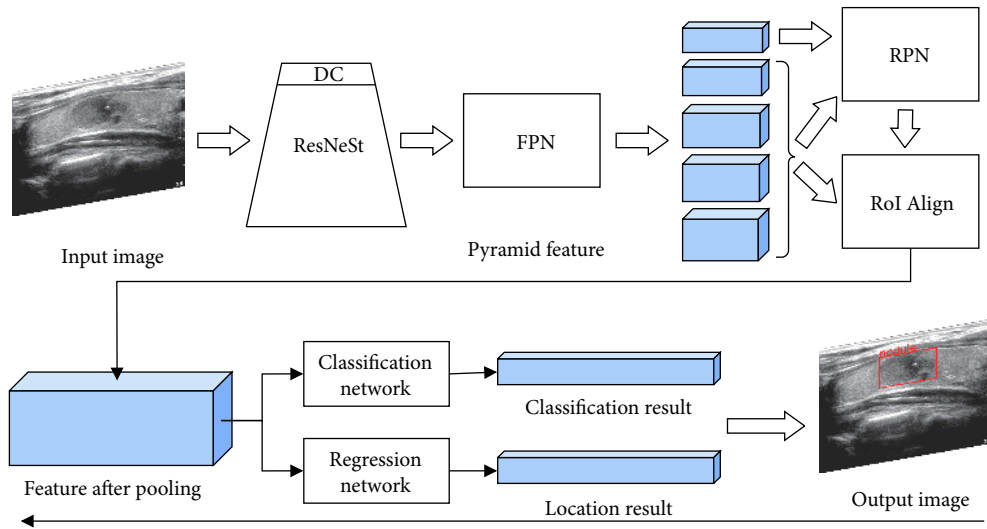 DC
ResNeSt
FPN
RPN
RoI Align
Input image
Pyramid feature
Classification
network
Classification result
Regression
network
Location result
Feature after pooling
nodule
Output image